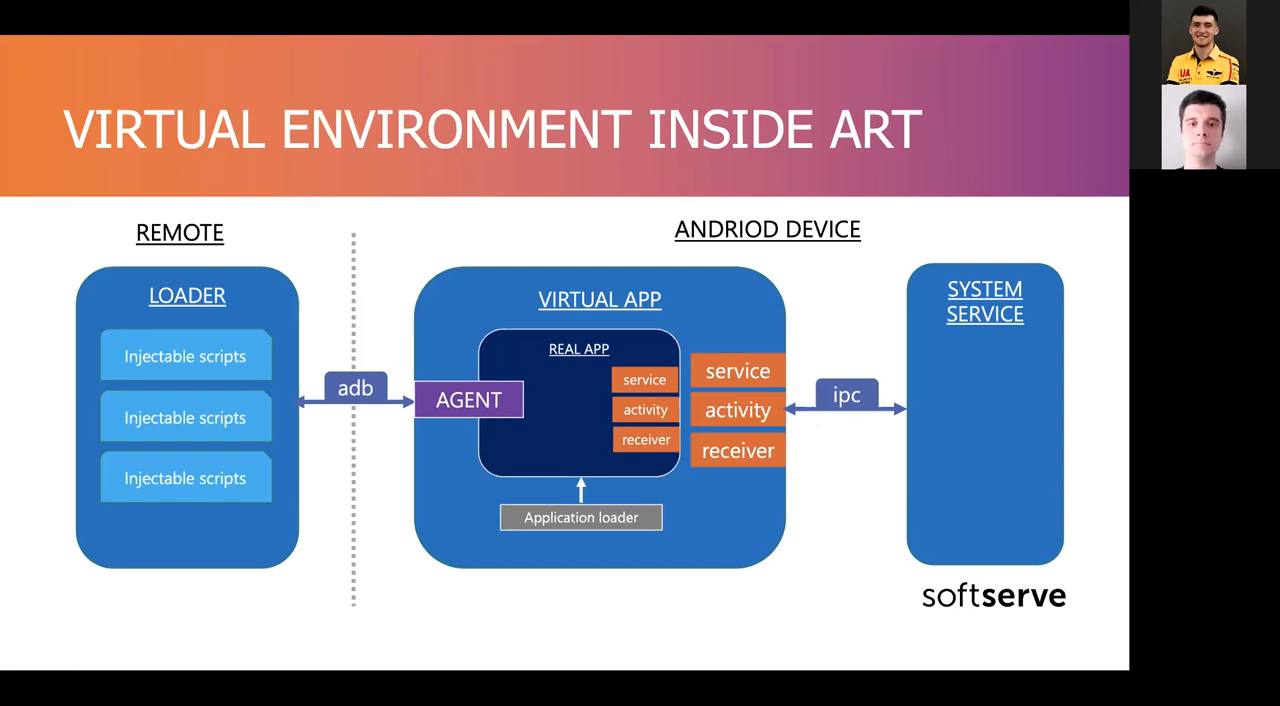 VIRTUAL ENVIRONMENT INSIDE ART
REMOTE
ANDRIOD DEVICE
LOADER
Injectable scripts
Injectable scripts
Injectable scripts
adb
VIRTUAL APP
REAL APP
AGENT
service
activity
receiver
service
activity
receiver
Application loader
ipc
SYSTEM
SERVICE
softserve
UA